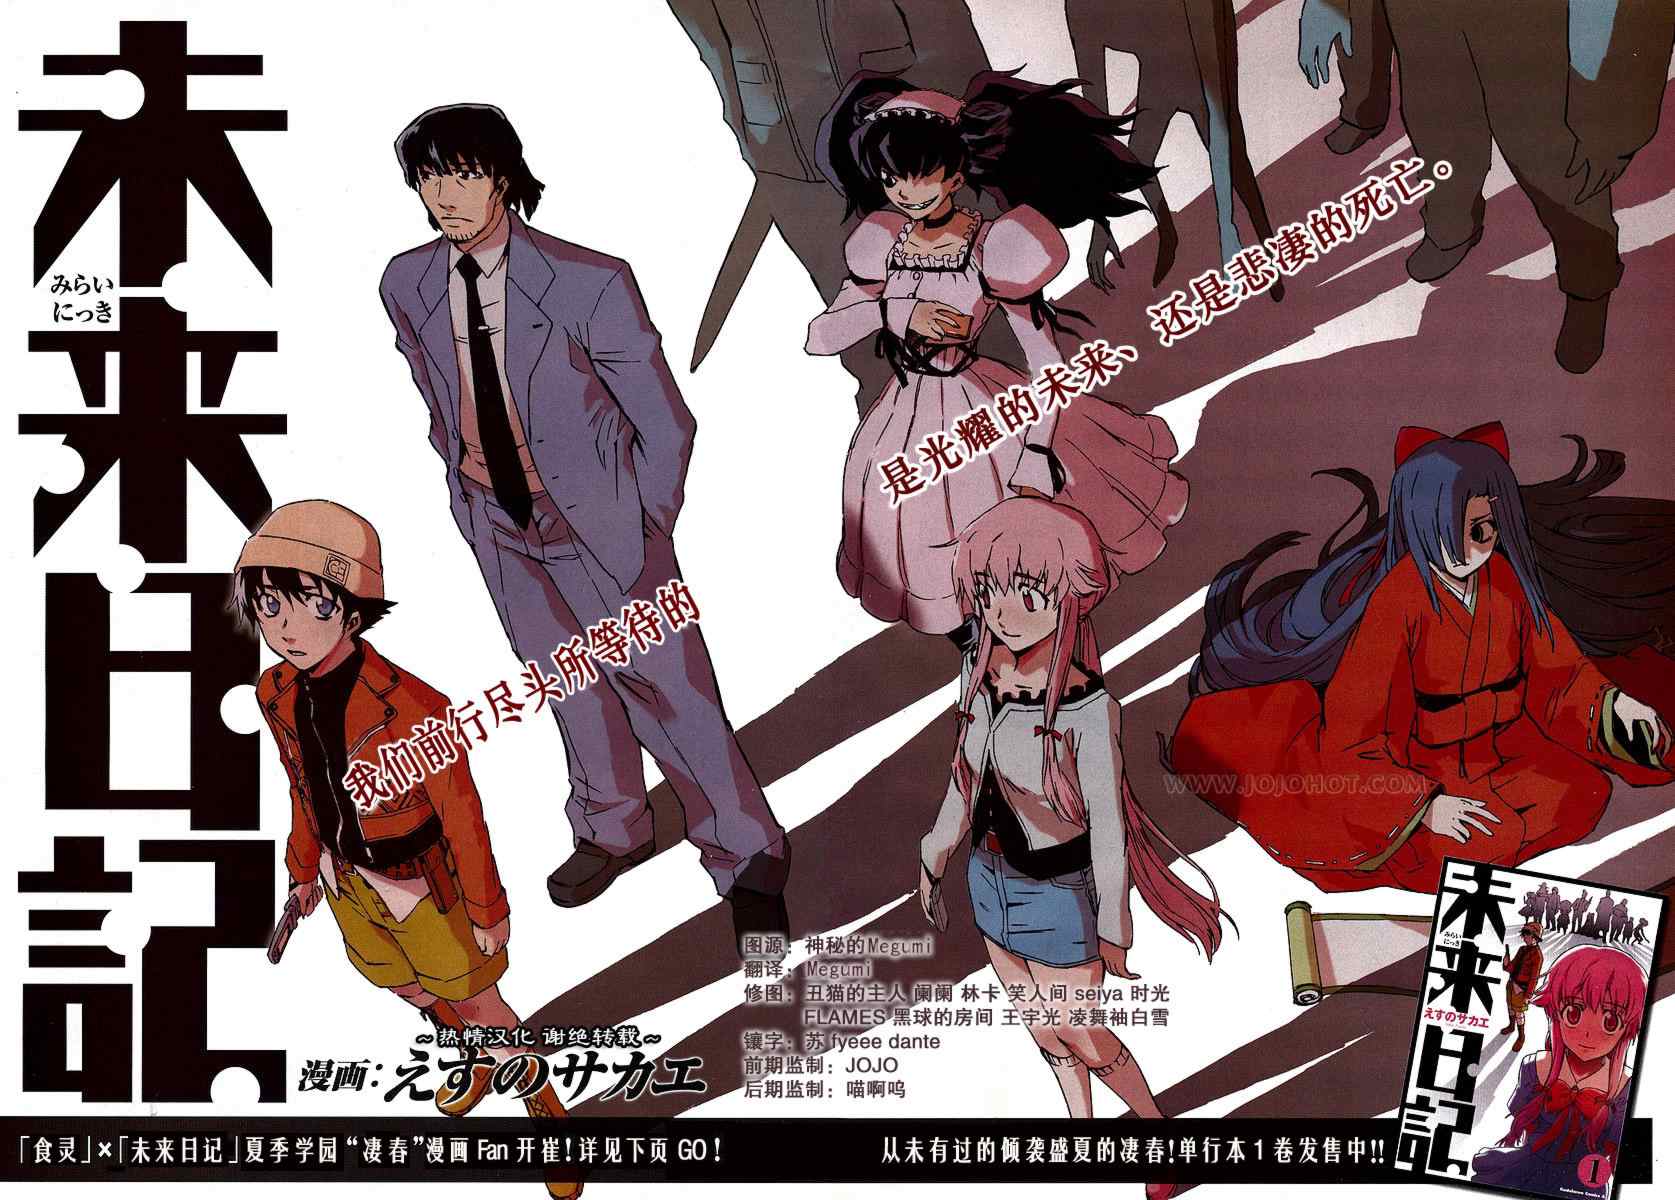 未来日記
みらい
にっき
我们前行尽头所等待的
是光耀的未来、还是悲凄的死亡。
WWW.JOJOHOT.COM
图源：神秘的Megumi
翻译：Megumi
修图：丑猫的主人 阑阑 林卡 笑人间 seiya 时光
FLAMES 黑球的房间 王宇光 凌舞袖白雪
镶字：苏 fyeee dante
前期监制：JOJO
后期监制：喵啊呜
～热情汉化 谢绝转载～
漫画：えすのサカエ
未来日記
みらい
にっき
えすのサカエ
1
Kadokawa Comics A
「食灵」×「未来日记」夏季学园“凄春”漫画 Fan 开崔！详见下页 GO！
从未有过的倾袭盛夏的凄春！单行本 1 卷发售中!!